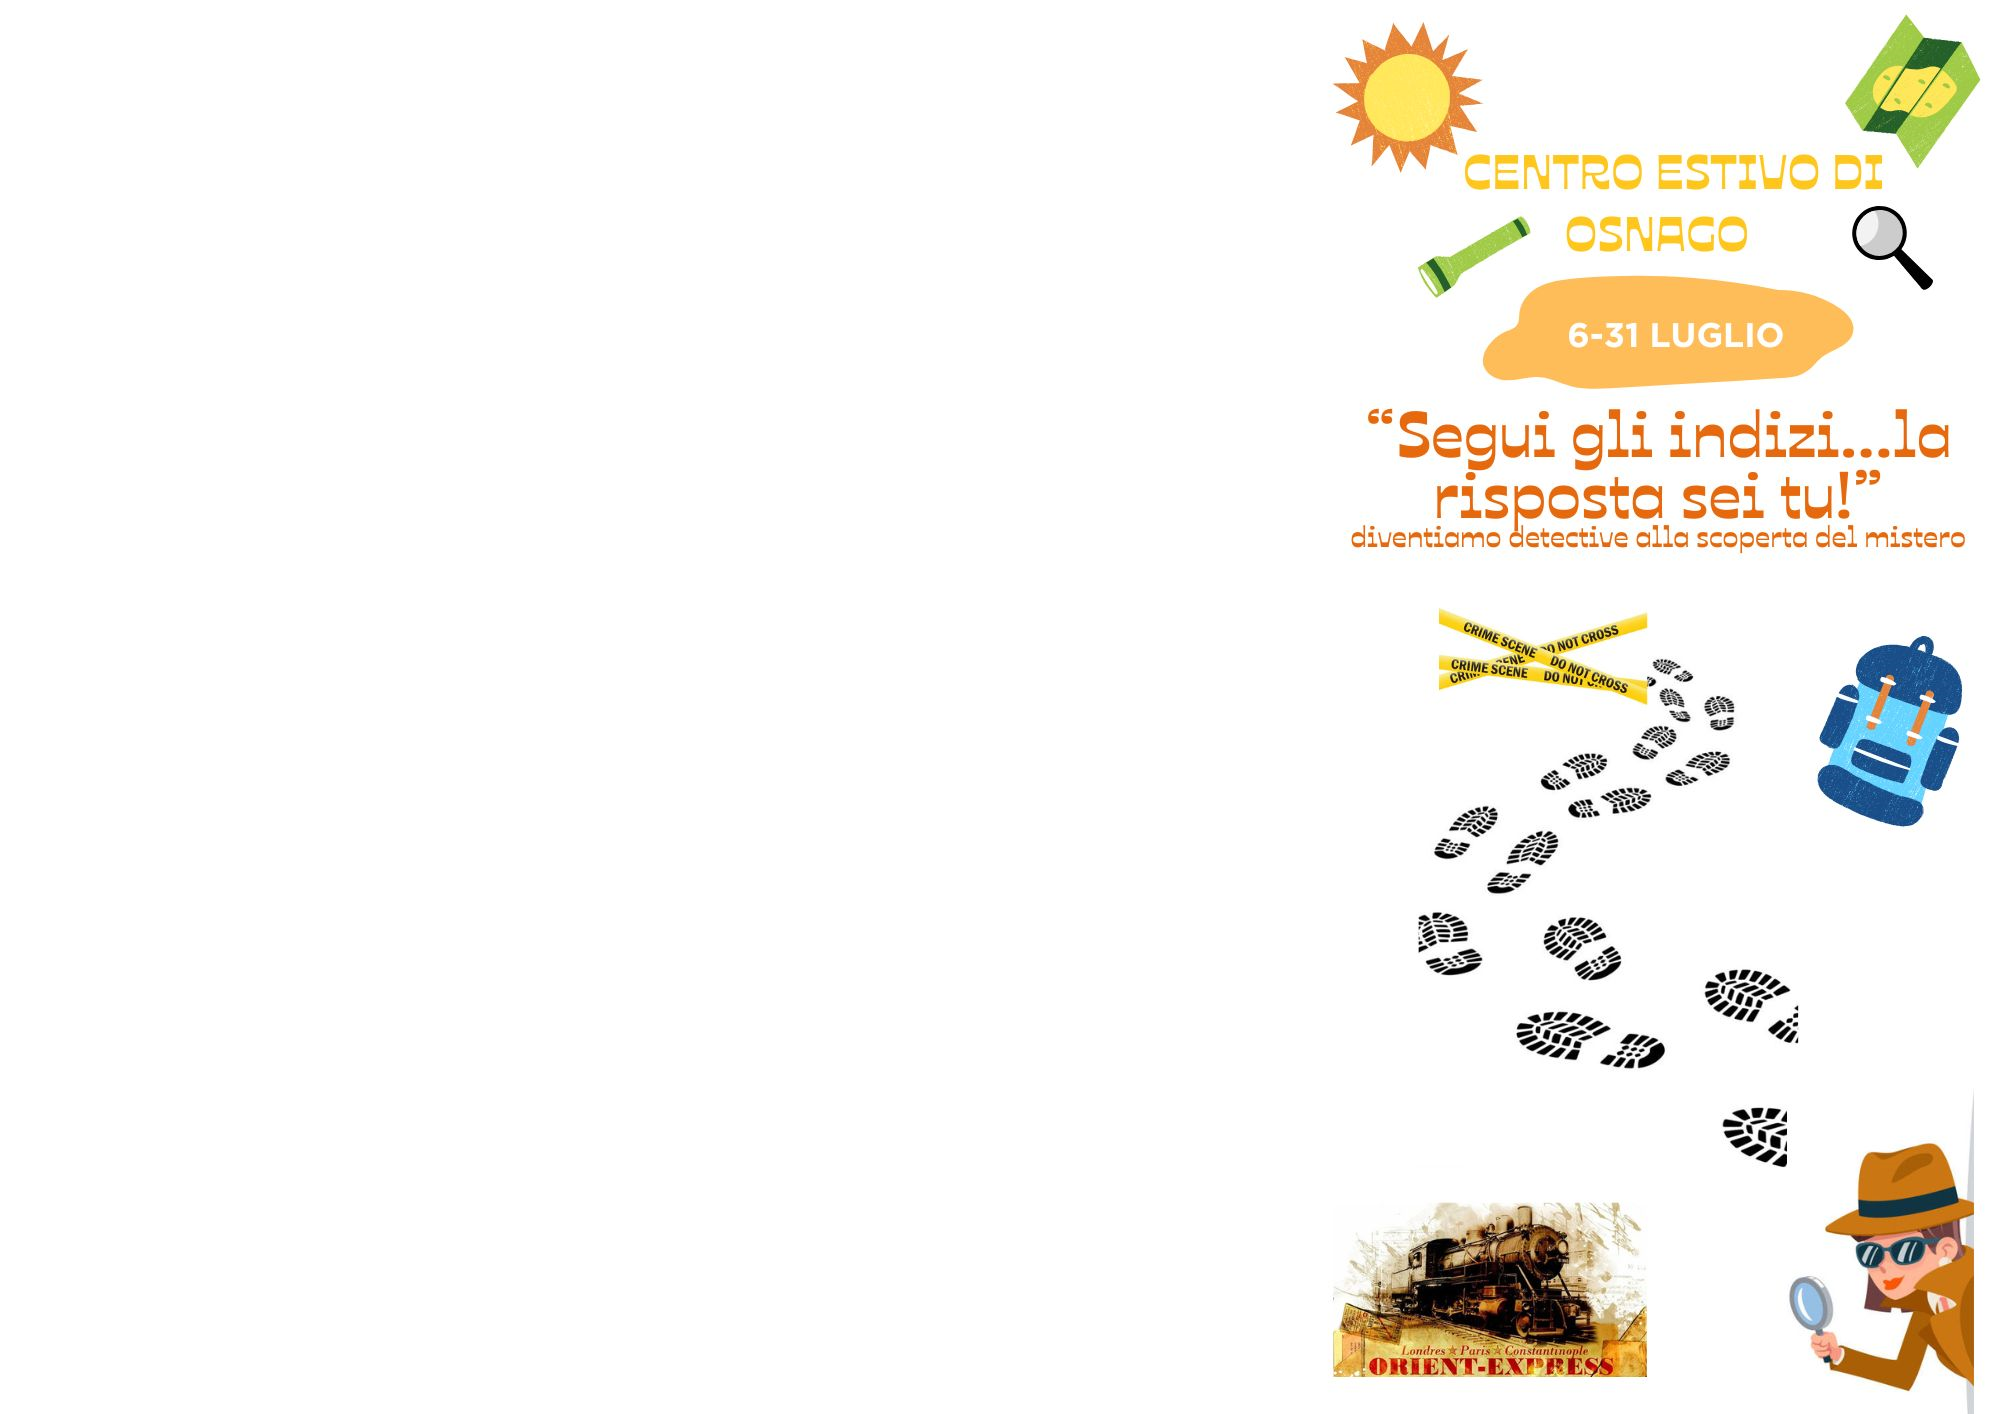 CENTRO ESTIVO DI
OSNAGO
6-31 LUGLIO
“Segui gli indizi...la
risposta sei tu!”
diventiamo detective alla scoperta del mistero
CRIME SCENE DO NOT CROSS
CRIME SCENE DO NOT CROSS
Londres Paris Constantinople
ORIENT-EXPRESS